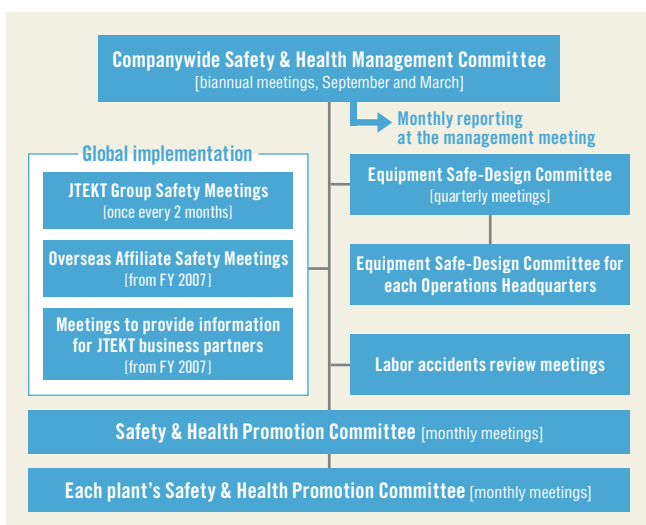 Companywide Safety & Health Management Committee
[biannual meetings, September and March]
Monthly reporting
at the management meeting
Global implementation
JTEKT Group Safety Meetings
[once every 2 months]
Overseas Affiliate Safety Meetings
[from FY 2007]
Meetings to provide information
for JTEKT business partners
[from FY 2007]
Equipment Safe-Design Committee
[quarterly meetings]
Equipment Safe-Design Committee for
each Operations Headquarters
Labor accidents review meetings
Safety & Health Promotion Committee [monthly meetings]
Each plant's Safety & Health Promotion Committee [monthly meetings]